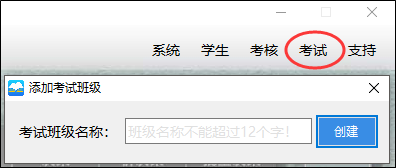 系统 学生 考核 考试 支持
添加考试班级
考试班级名称： 班级名称不能超过12个字！ 创建